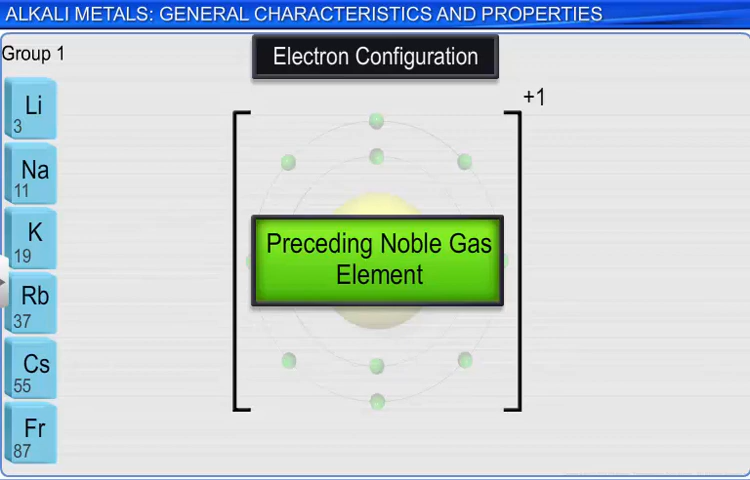 ALKALI METALS: GENERAL CHARACTERISTICS AND PROPERTIES
Group 1
Electron Configuration
+1
Li
3
Na
11
K
19
Rb
37
Cs
55
Fr
87
Preceding Noble Gas
Element